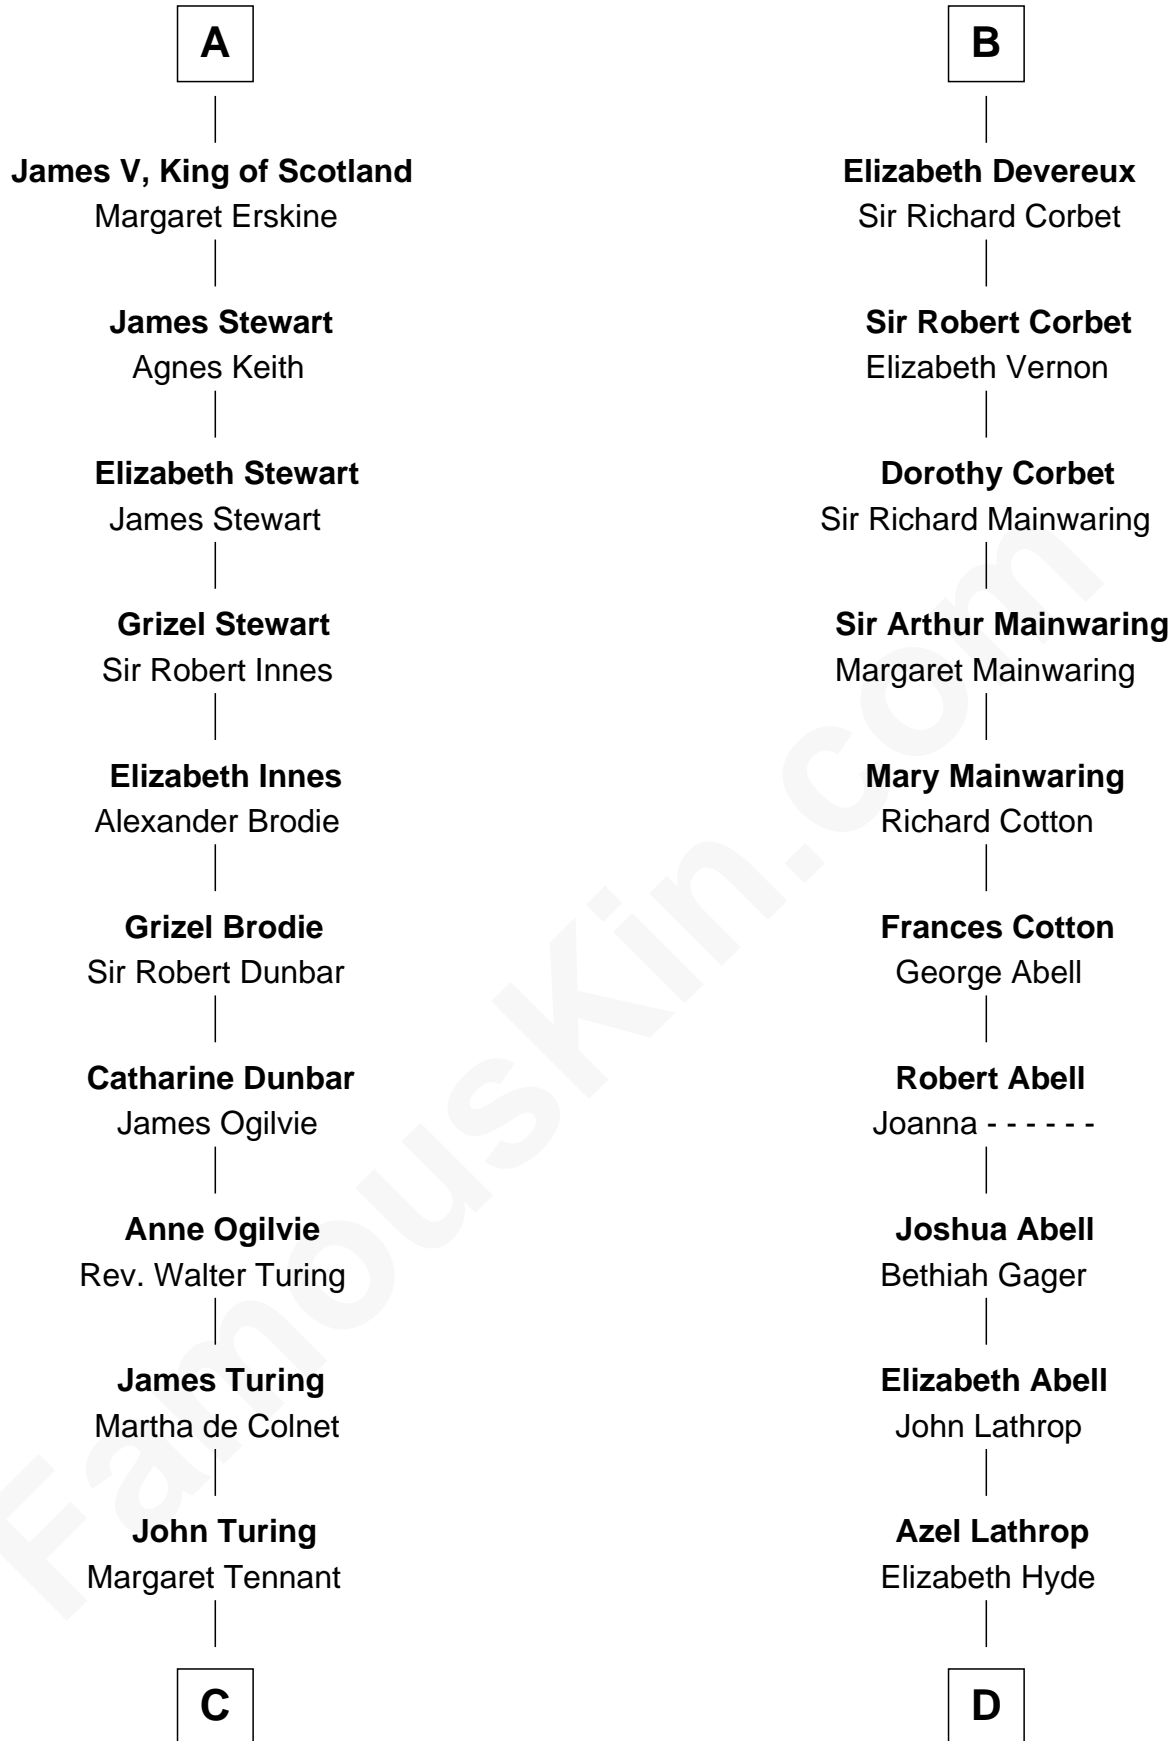 A
James V, King of Scotland
Margaret Erskine
James Stewart
Agnes Keith
Elizabeth Stewart
James Stewart
Grizel Stewart
Sir Robert Innes
Elizabeth Innes
Alexander Brodie
Grizel Brodie
Sir Robert Dunbar
Catharine Dunbar
James Ogilvie
Anne Ogilvie
Rev. Walter Turing
James Turing
Martha de Colnet
John Turing
Margaret Tennant
C
B
Elizabeth Devereux
Sir Richard Corbet
Sir Robert Corbet
Elizabeth Vernon
Dorothy Corbet
Sir Richard Mainwaring
Sir Arthur Mainwaring
Margaret Mainwaring
Mary Mainwaring
Richard Cotton
Frances Cotton
George Abell
Robert Abell
Joanna - - - - - -
Joshua Abell
Bethiah Gager
Elizabeth Abell
John Lathrop
Azel Lathrop
Elizabeth Hyde
D
FamousKin.com